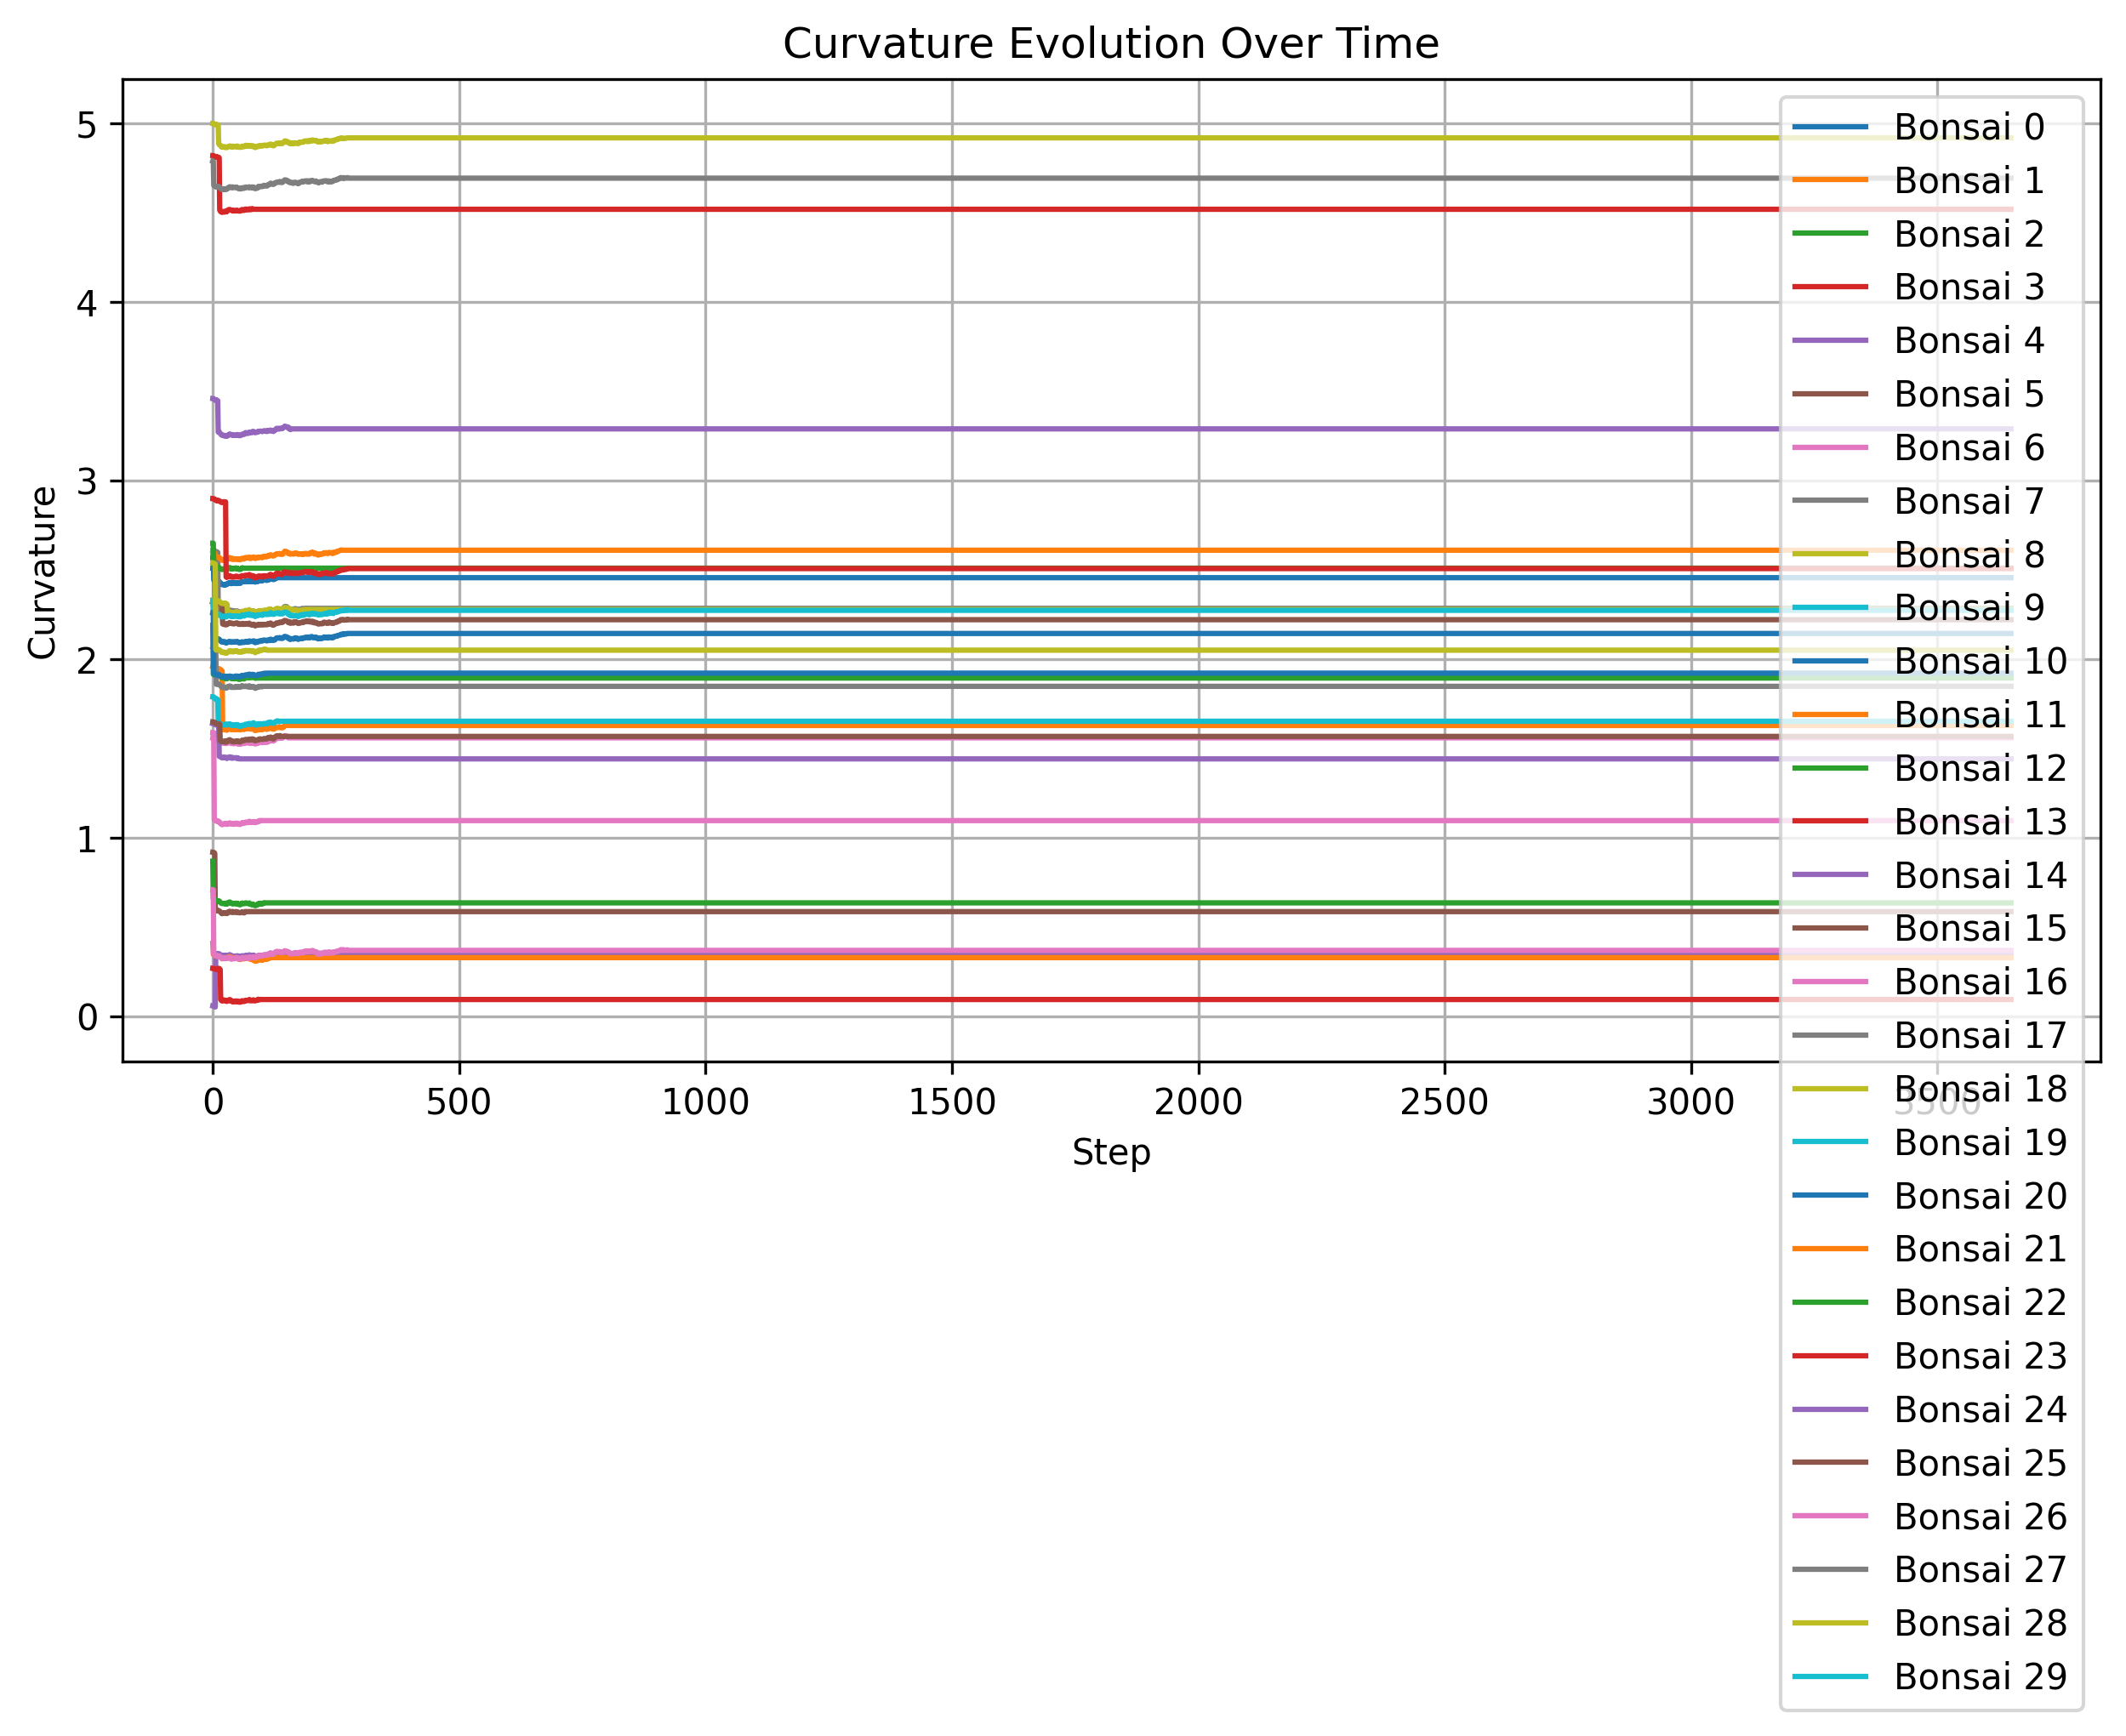 Curvature Evolution Over Time
Curvature
5
4
3
2
1
0
0 500 1000 1500 2000 2500 3000 3500
Step
Bonsai 0
Bonsai 1
Bonsai 2
Bonsai 3
Bonsai 4
Bonsai 5
Bonsai 6
Bonsai 7
Bonsai 8
Bonsai 9
Bonsai 10
Bonsai 11
Bonsai 12
Bonsai 13
Bonsai 14
Bonsai 15
Bonsai 16
Bonsai 17
Bonsai 18
Bonsai 19
Bonsai 20
Bonsai 21
Bonsai 22
Bonsai 23
Bonsai 24
Bonsai 25
Bonsai 26
Bonsai 27
Bonsai 28
Bonsai 29